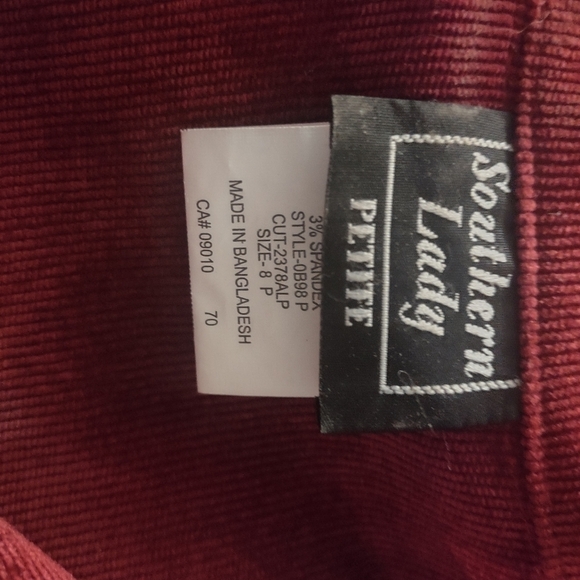 Southern
Lady
PETITE
3% SPANDEX
STYLE-0B98 P
CUT-2378ALP
SIZE- 8 P
MADE IN BANGLADESH
CA# 09010 70